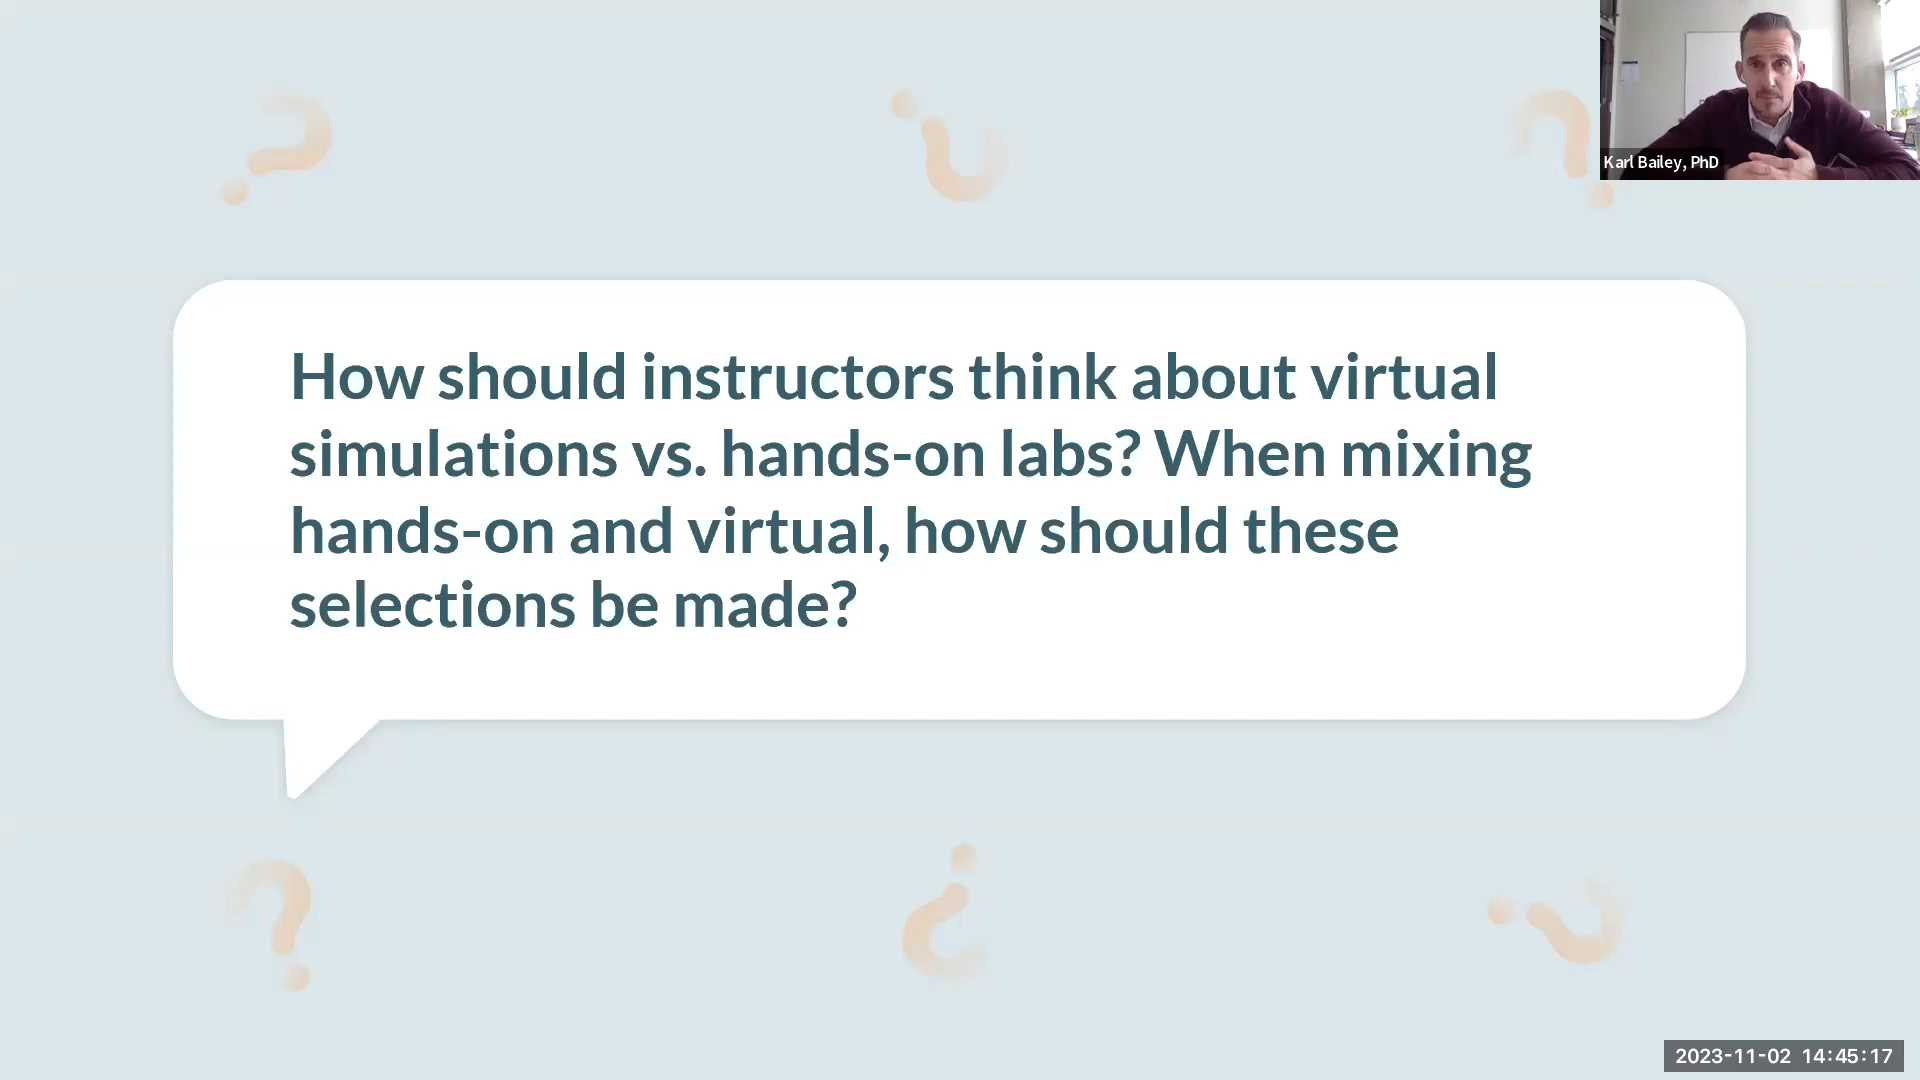 Karl Bailey, PhD
How should instructors think about virtual
simulations vs. hands-on labs? When mixing
hands-on and virtual, how should these
selections be made?
2023-11-02 14:45:17